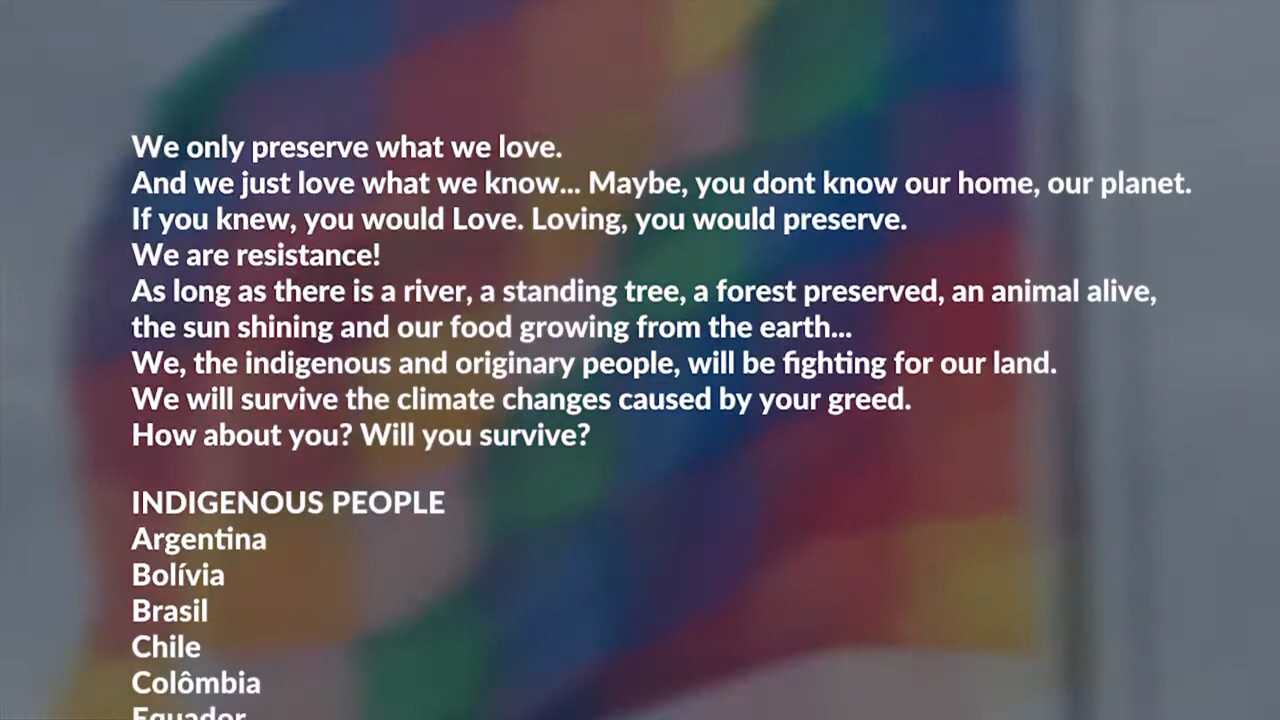 We only preserve what we love.
And we just love what we know... Maybe, you dont know our home, our planet.
If you knew, you would Love. Loving, you would preserve.
We are resistance!
As long as there is a river, a standing tree, a forest preserved, an animal alive,
the sun shining and our food growing from the earth...
We, the indigenous and originary people, will be fighting for our land.
We will survive the climate changes caused by your greed.
How about you? Will you survive?
INDIGENOUS PEOPLE
Argentina
Bolívia
Brasil
Chile
Colômbia
Equador